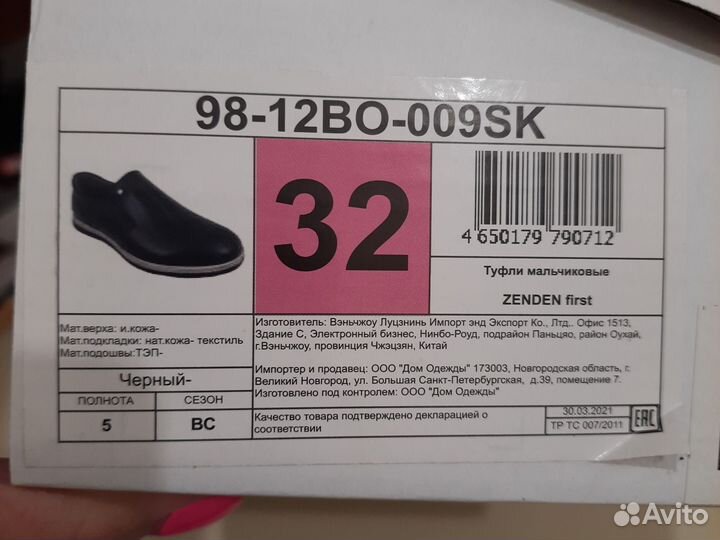 98-12BO-009SK
32
4 650179 790712
Туфли мальчиковые
ZENDEN first
Мат.верха: и.кожа-
Мат.подкладки: нат.кожа- текстиль
Мат.подошвы:ТЭП-
Черный-
ПОЛНОТА
СЕЗОН
5
ВС
Изготовитель: Вэньчжоу Луцзнинь Импорт энд Экспорт Ко., Лтд.. Офис 1513,
Здание С, Электронный бизнес, Нинбо-Роуд, подрайон Паньцяо, район Оухай,
г.Вэньчжоу, провинция Чжэцзян, Китай
Импортер и продавец: ООО "Дом Одежды" 173003, Новгородская область, г.
Великий Новгород, ул. Большая Санкт-Петербургская, д.39, помещение 7.
Изготовлено под контролем: ООО "Дом Одежды"
Качество товара подтверждено декларацией о
соответствии
30.03.2021
ТР ТС 007/2011
EAC
Avito